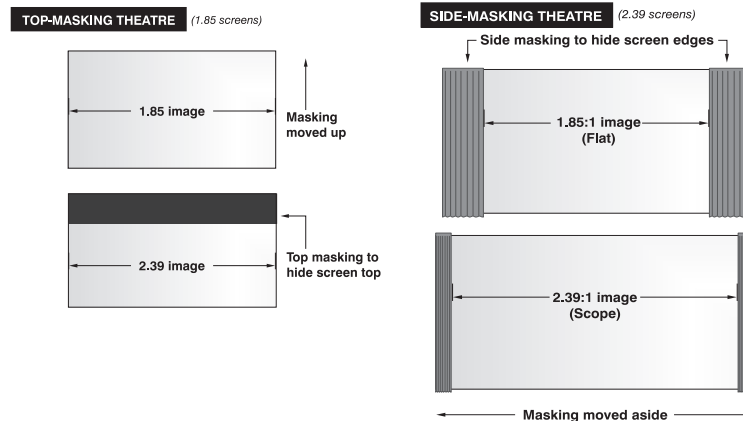 TOP-MASKING THEATRE (1.85 screens)
1.85 image
Masking
moved up
2.39 image
Top masking to
hide screen top
SIDE-MASKING THEATRE (2.39 screens)
Side masking to hide screen edges
1.85:1 image
(Flat)
2.39:1 image
(Scope)
Masking moved aside